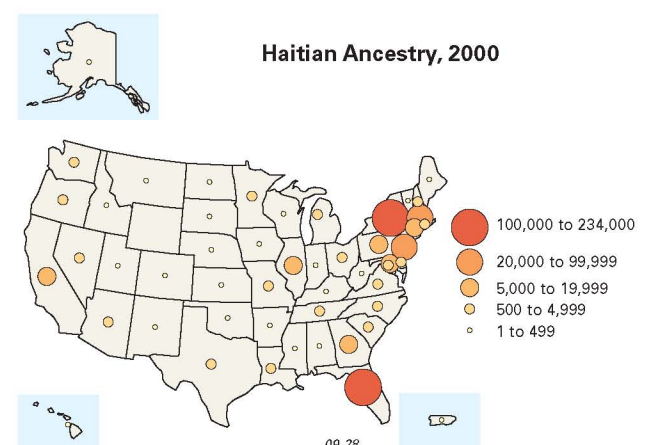 Haitian Ancestry, 2000
100,000 to 234,000
20,000 to 99,999
5,000 to 19,999
500 to 4,999
1 to 499